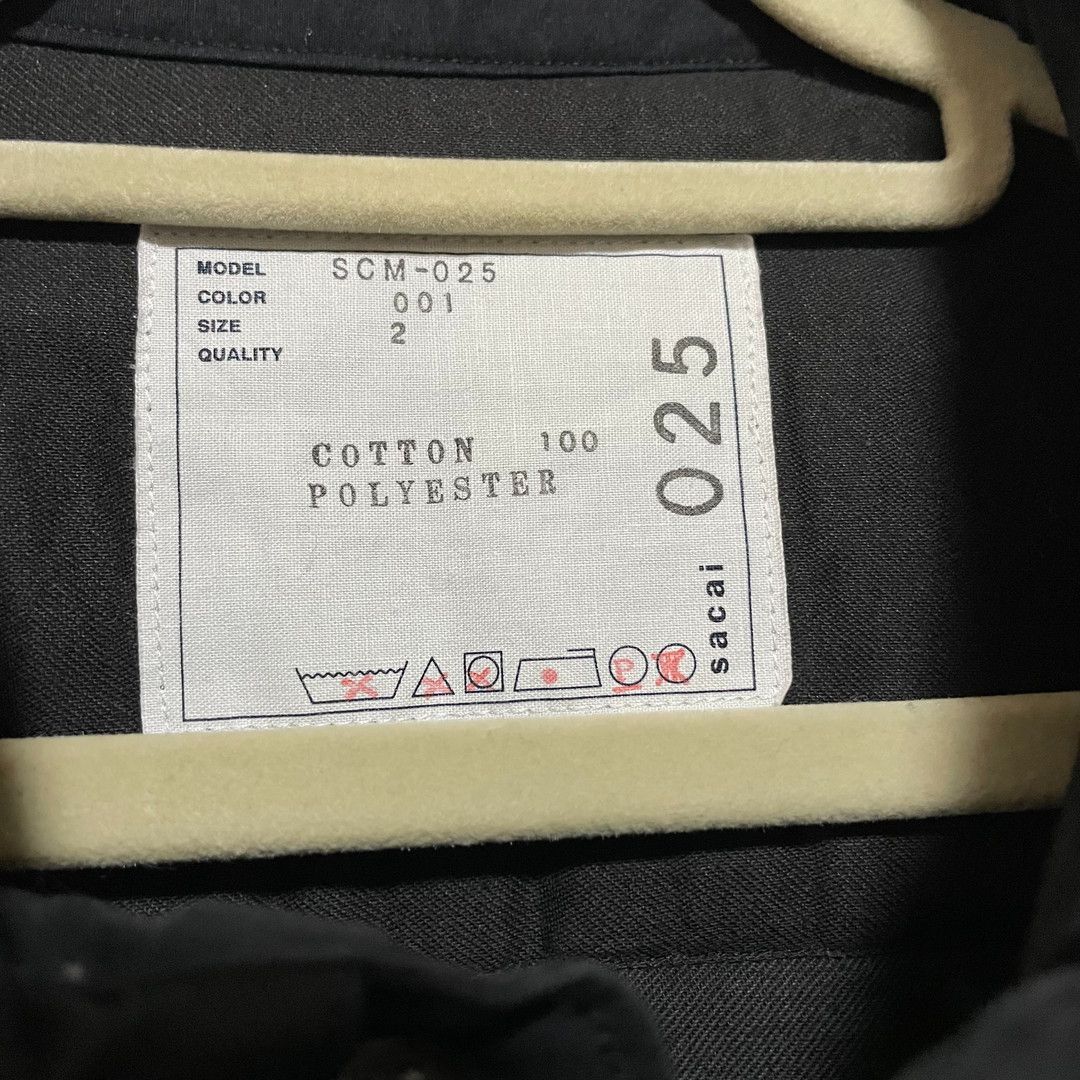 MODEL SCM-025
COLOR 001
SIZE 2
QUALITY
COTTON 100
POLYESTER
025
sacai
P